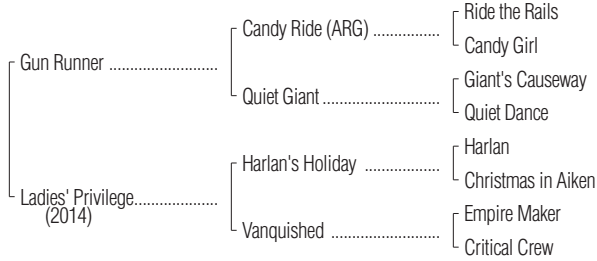 Ride the Rails
Candy Ride (ARG) ................
Candy Girl
Gun Runner ..........................
Giant's Causeway
Quiet Giant ............................
Quiet Dance
Harlan
Harlan's Holiday ..................
Christmas in Aiken
Ladies' Privilege....................
(2014)
Empire Maker
Vanquished ..........................
Critical Crew